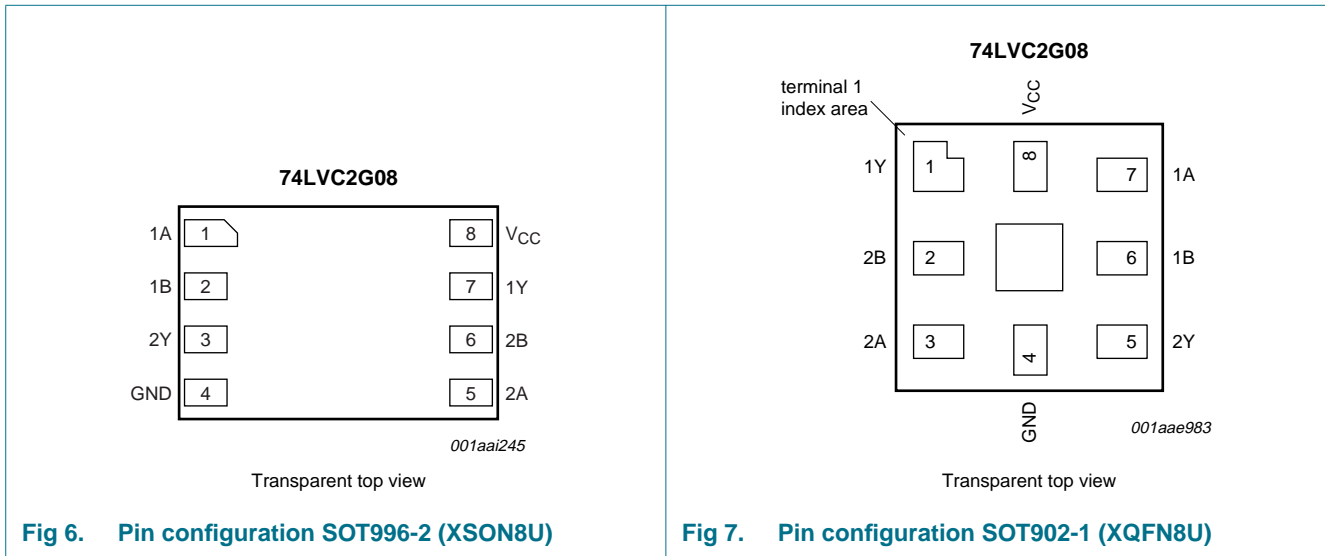 74LVC2G08
1A 1 8 VCC
1B 2 7 1Y
2Y 3 6 2B
GND 4 5 2A
001aai245
Transparent top view
Fig 6. Pin configuration SOT996-2 (XSON8U)
74LVC2G08
terminal 1
index area
VCC
1Y 1 8 7 1A
2B 2 6 1B
2A 3 4 5 2Y
GND
001aae983
Transparent top view
Fig 7. Pin configuration SOT902-1 (XQFN8U)